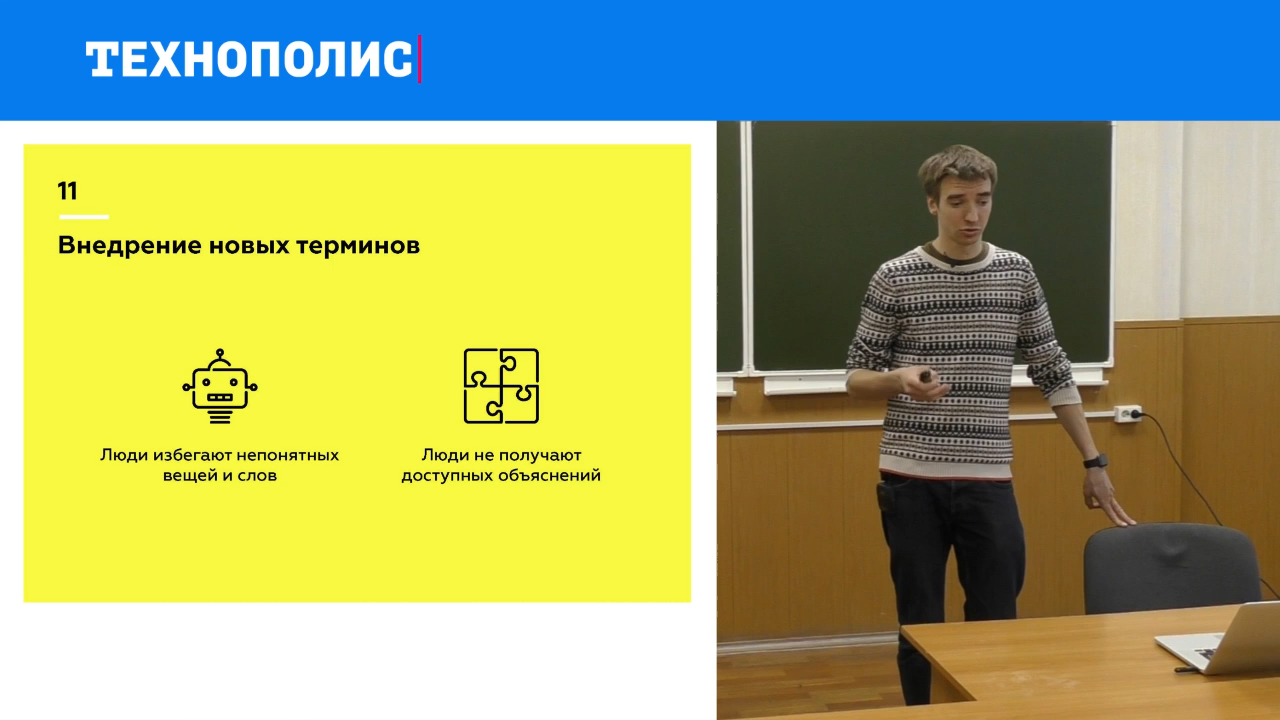 ТЕХНОПОЛИС
11
Внедрение новых терминов
Люди избегают непонятных
вещей и слов
Люди не получают
доступных объяснений